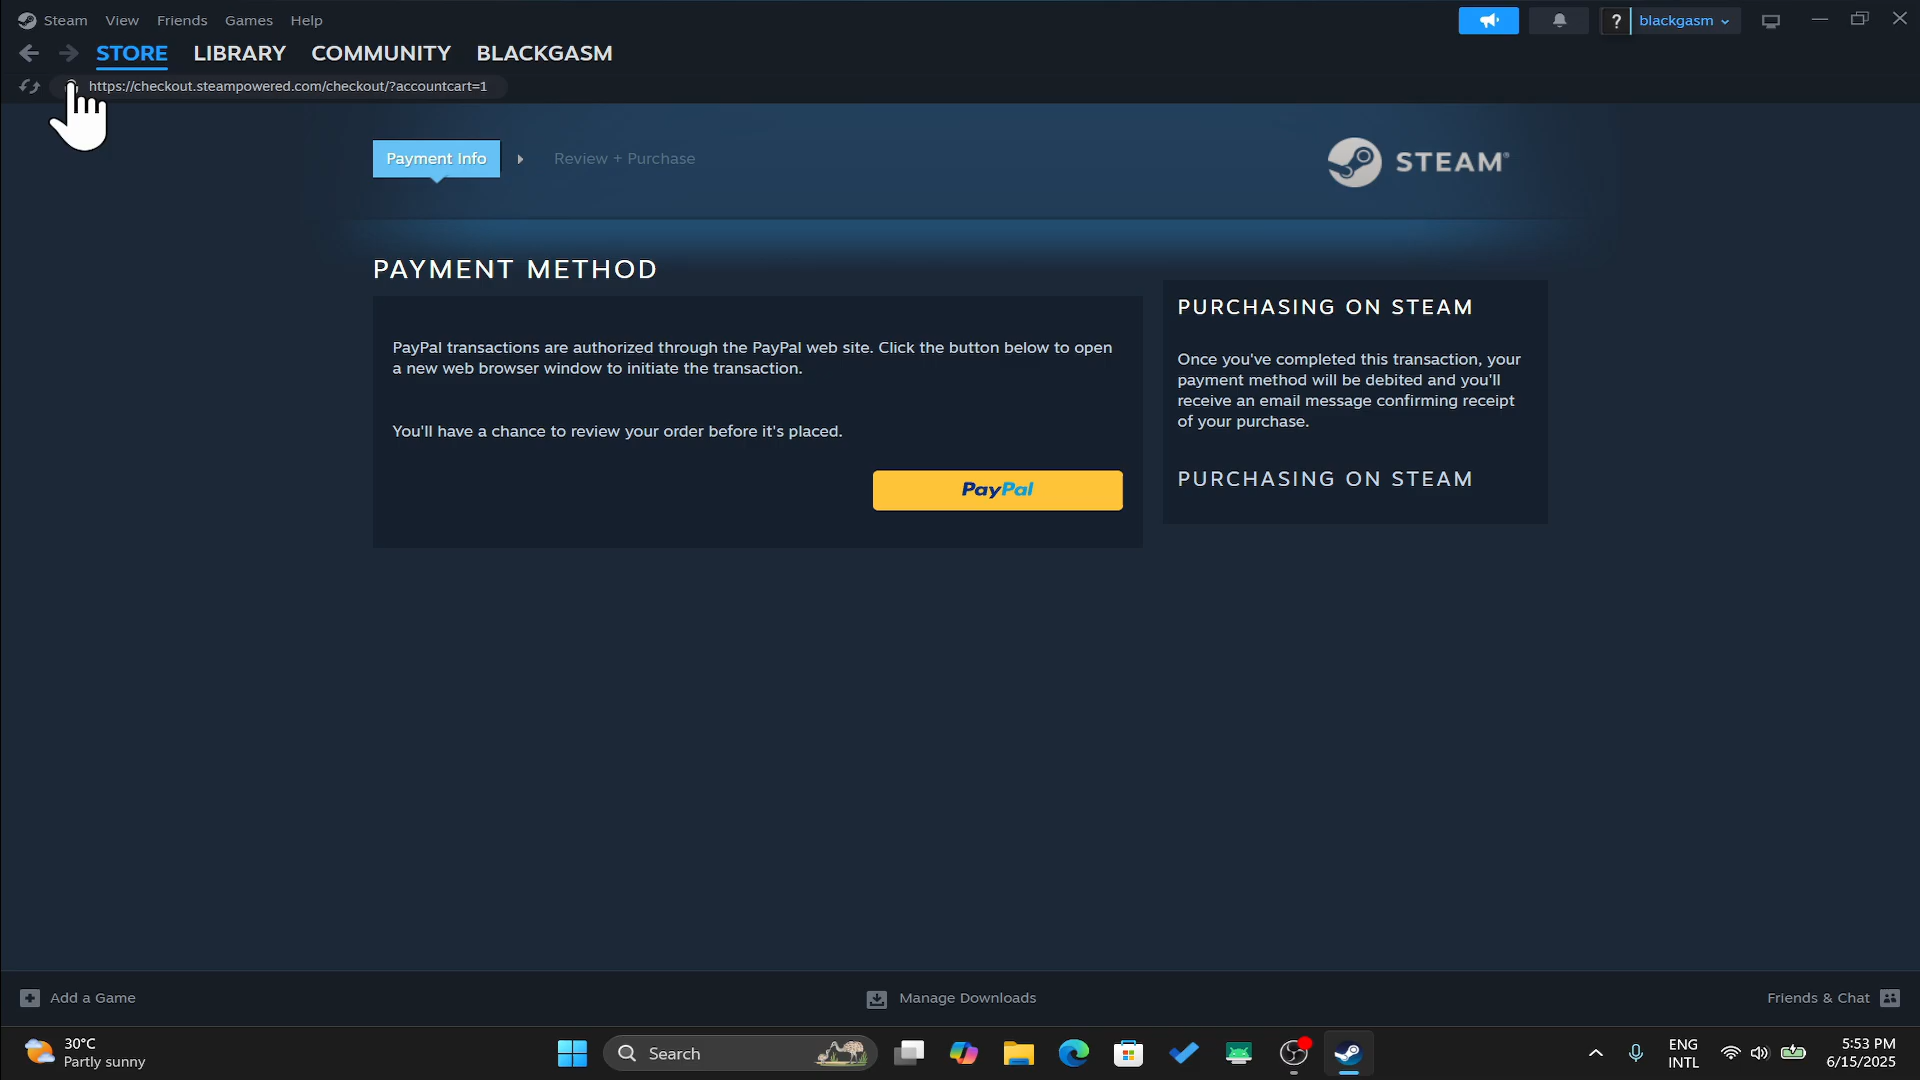 Steam View Friends Games Help
? blackgasm
STORE LIBRARY COMMUNITY BLACKGASM
https://checkout.steampowered.com/checkout/?accountcart=1
Payment Info Review + Purchase
STEAM®
PAYMENT METHOD
PayPal transactions are authorized through the PayPal web site. Click the button below to open
a new web browser window to initiate the transaction.
You'll have a chance to review your order before it's placed.
PayPal
PURCHASING ON STEAM
Once you've completed this transaction, your
payment method will be debited and you'll
receive an email message confirming receipt
of your purchase.
PURCHASING ON STEAM
Add a Game
Manage Downloads
Friends & Chat
30°C
Partly sunny
Search
ENG
INTL
5:53 PM
6/15/2025